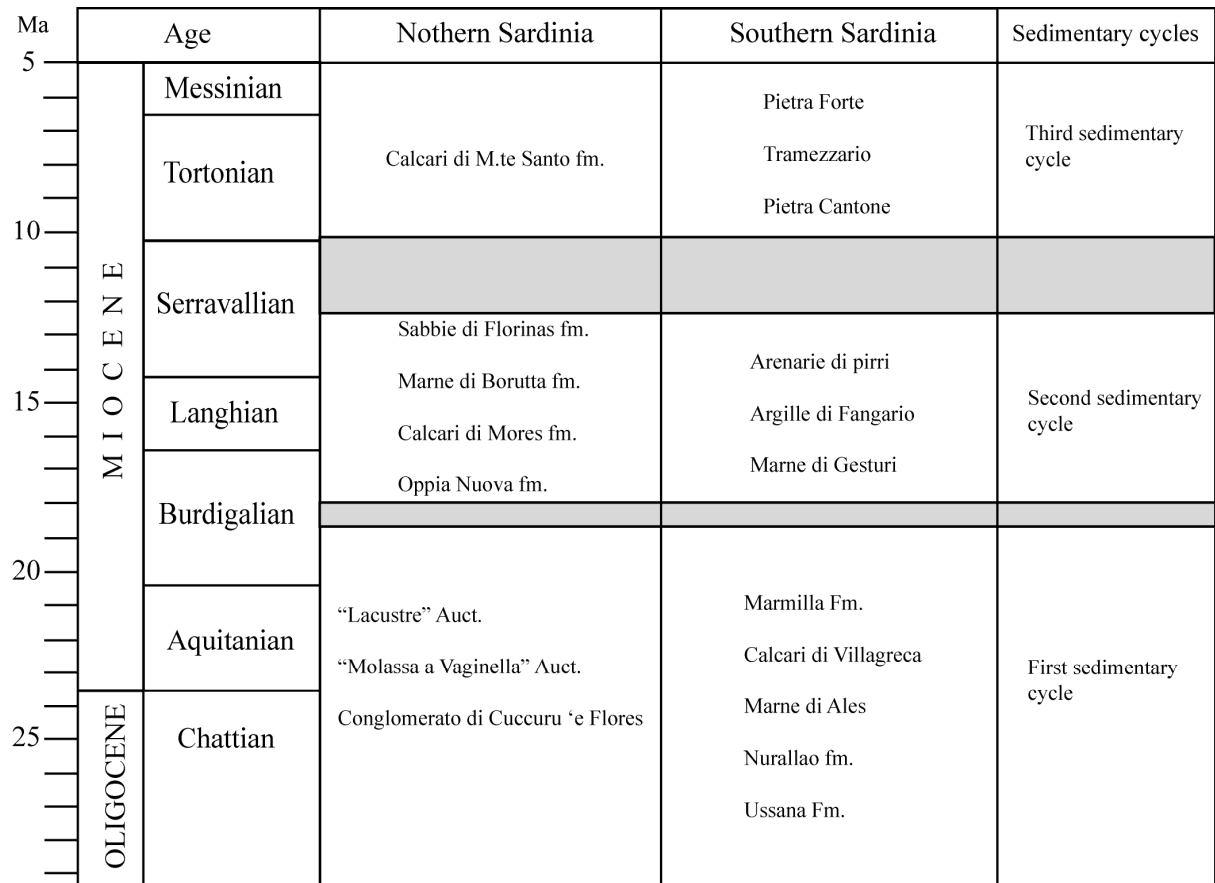 Ma
Age
Nothern Sardinia
Southern Sardinia
Sedimentary cycles
5
10
15
20
25
MIOCENE
OLIGOCENE
Messinian
Tortonian
Serravallian
Langhian
Burdigalian
Aquitanian
Chattian
Calcari di M.te Santo fm.
Sabbie di Florinas fm.
Marne di Borutta fm.
Calcari di Mores fm.
Oppia Nuova fm.
“Lacustre” Auct.
“Molassa a Vaginella” Auct.
Conglomerato di Cuccuru ‘e Flores
Pietra Forte
Tramezzario
Pietra Cantone
Arenarie di pirri
Argille di Fangario
Marne di Gesturi
Marmilla Fm.
Calcari di Villagreca
Marne di Ales
Nurallao fm.
Ussana Fm.
Third sedimentary
cycle
Second sedimentary
cycle
First sedimentary
cycle